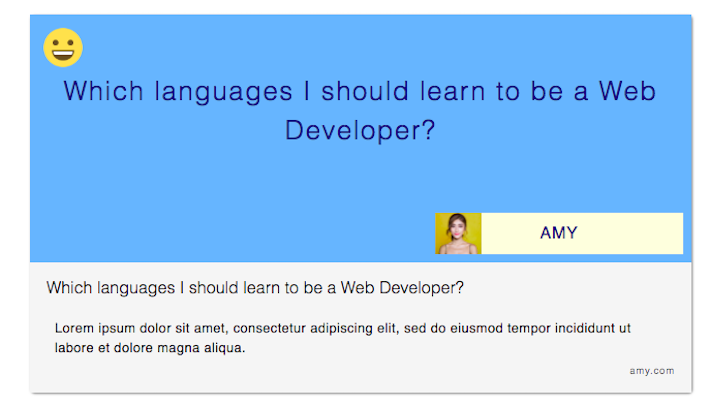 Which languages I should learn to be a Web
Developer?
AMY
Which languages I should learn to be a Web Developer?
Lorem ipsum dolor sit amet, consectetur adipiscing elit, sed do eiusmod tempor incididunt ut
labore et dolore magna aliqua.
amy.com